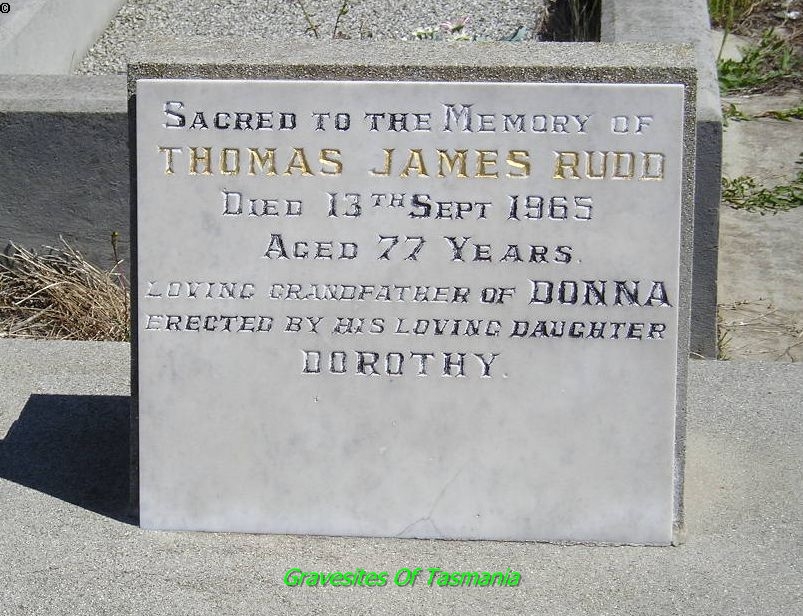 ©
SACRED TO THE MEMORY OF
THOMAS JAMES RUDD
DIED 13TH SEPT 1965
AGED 77 YEARS.
LOVING GRANDFATHER OF DONNA
ERECTED BY HIS LOVING DAUGHTER
DOROTHY.
Gravesites Of Tasmania